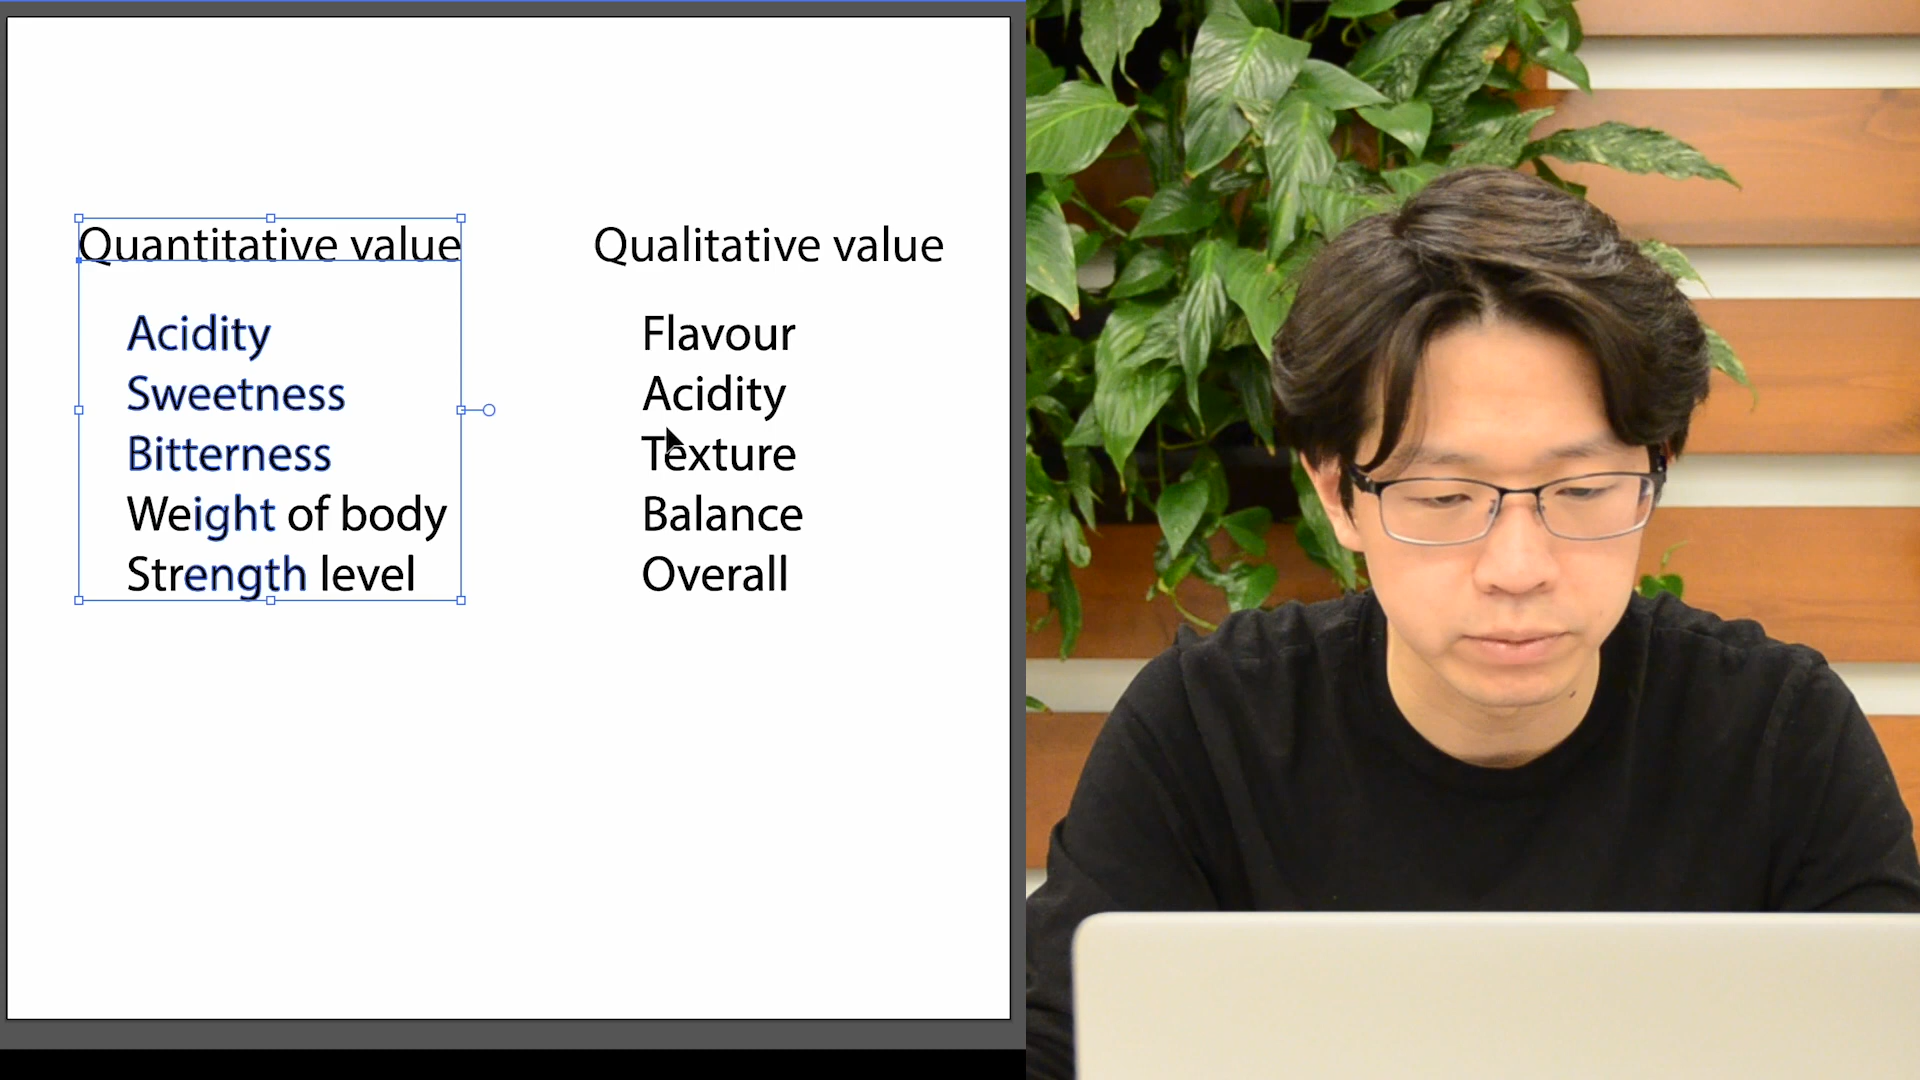 Quantitative value
Acidity
Sweetness
Bitterness
Weight of body
Strength level
Qualitative value
Flavour
Acidity
Texture
Balance
Overall